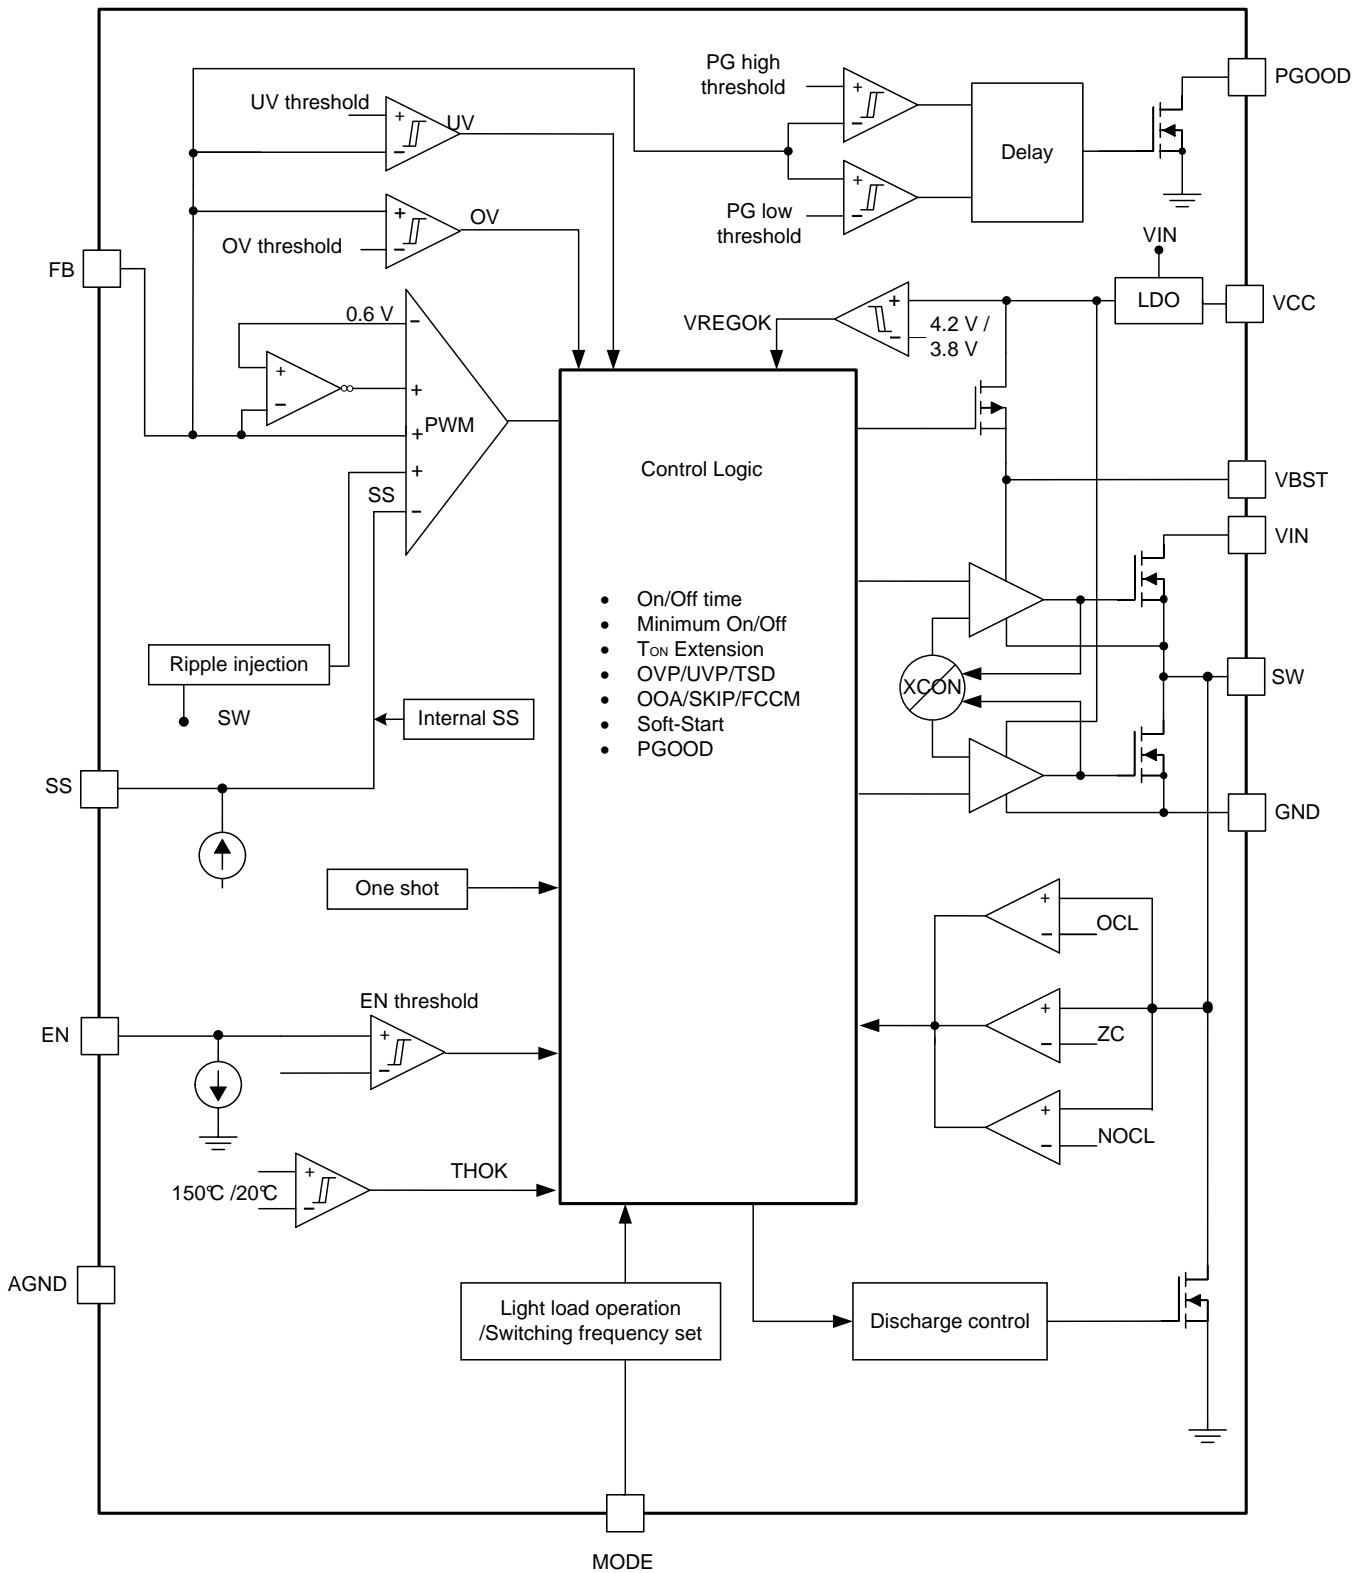 PG high
threshold
PGOOD
UV threshold
+
UV
−
+
−
Delay
+
−
PG low
threshold
OV
+
−
OV threshold
VIN
FB
LDO
VCC
0.6 V
−
VREGOK
+
−
4.2 V /
3.8 V
+
−
+
+
PWM
+
SS
−
Control Logic
VBST
VIN
• On/Off time
• Minimum On/Off
• TON Extension
• OVP/UVP/TSD
• OOA/SKIP/FCCM
• Soft-Start
• PGOOD
Ripple injection
SW
Internal SS
XCON
SW
SS
GND
One shot
+
−
OCL
EN threshold
EN
+
−
+
−
ZC
+
−
NOCL
150°C /20°C
+
−
THOK
AGND
Light load operation
/Switching frequency set
Discharge control
MODE